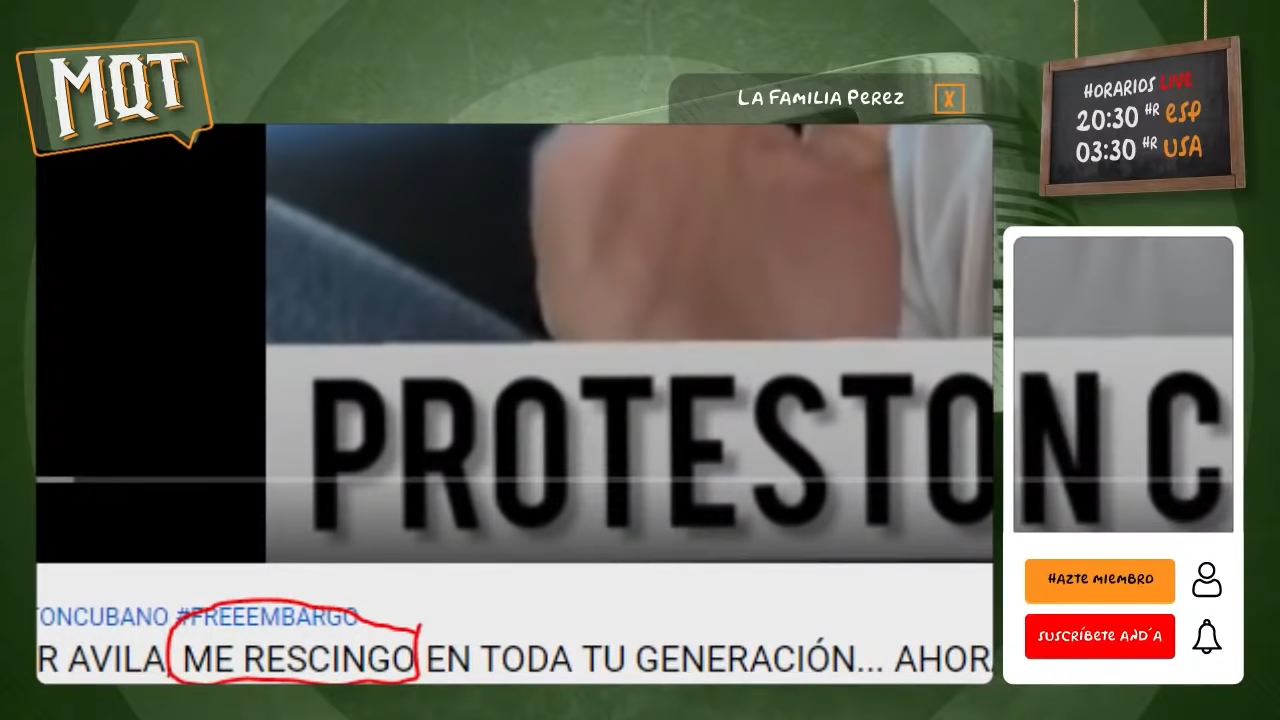 MQT
LA FAMILIA PEREZ
X
HORARIOS LIVE
20:30 HR ESP
03:30 HR USA
PROTESTON C
TONCUBANO #FREEEMBARGO
R AVILA, ME RESCINGO EN TODA TU GENERACIÓN... AHOR
HAZTE MIEMBRO
SUSCRÍBETE AND´A